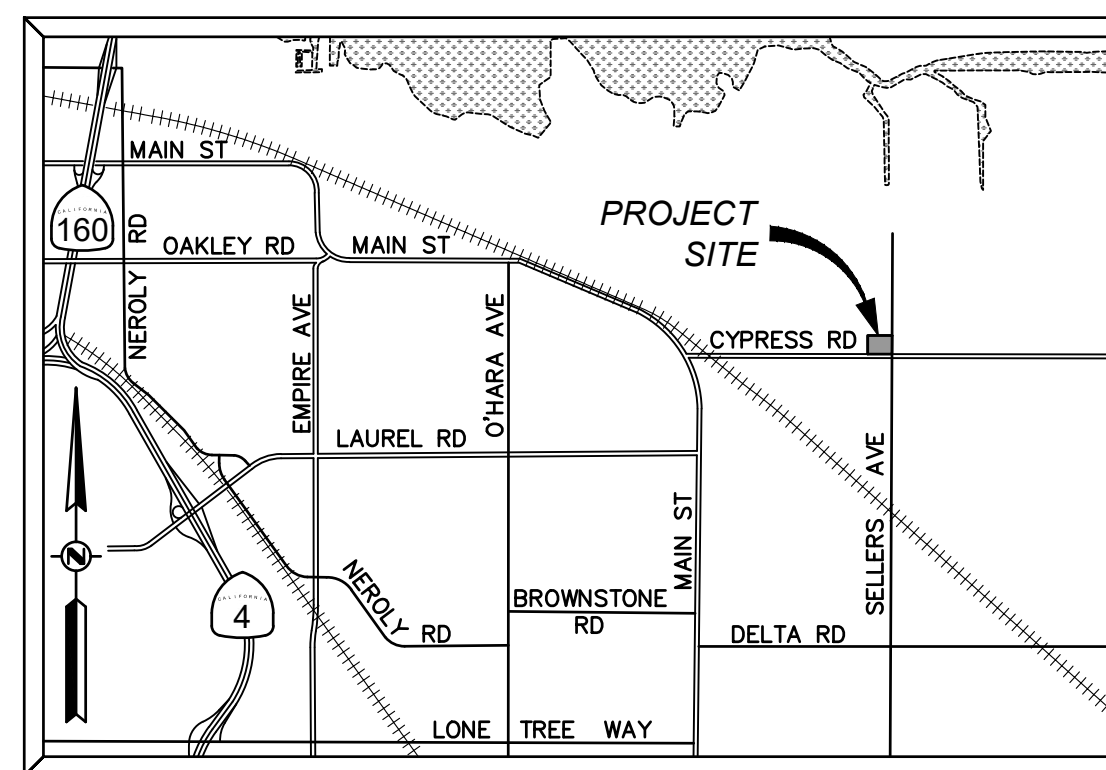 MAIN ST
CALIFORNIA
160
NEROLY RD
OAKLEY RD
MAIN ST
PROJECT
SITE
EMPIRE AVE
O'HARA AVE
CYPRESS RD
LAUREL RD
SELLERS AVE
MAIN ST
N
CALIFORNIA
4
NEROLY RD
BROWNSTONE
RD
DELTA RD
LONE TREE WAY